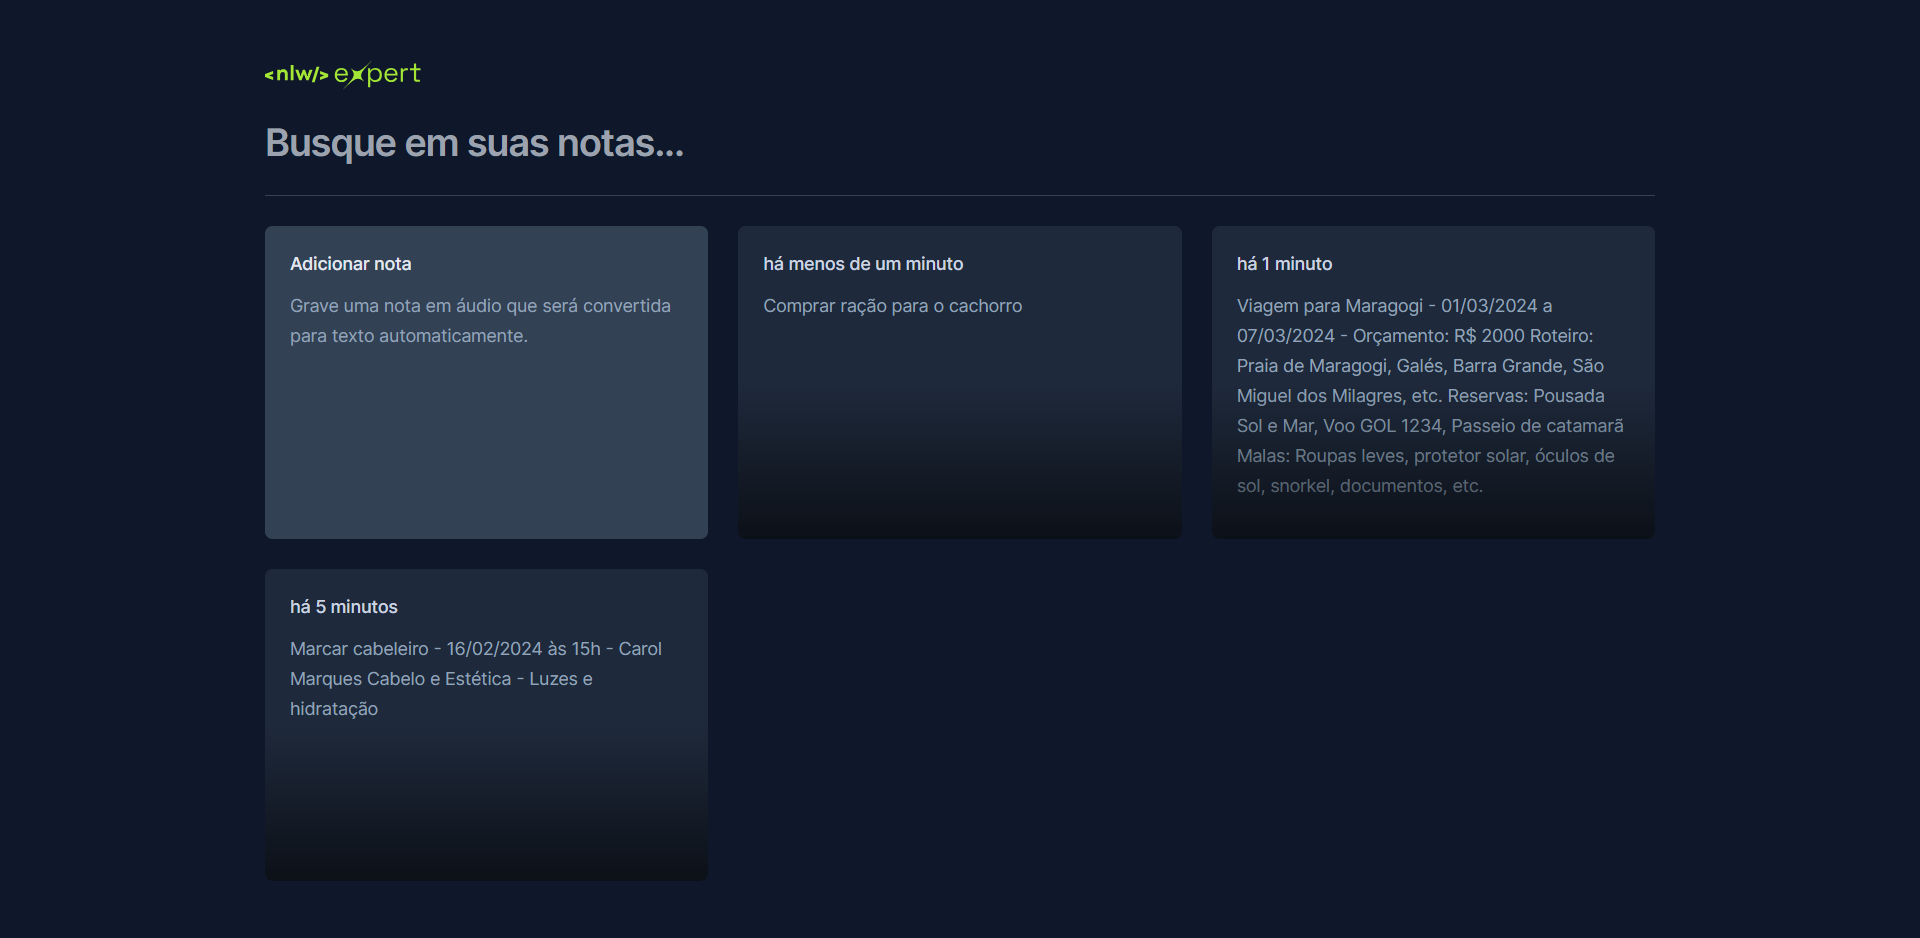 <nlw/> expert
Busque em suas notas...
Adicionar nota
Grave uma nota em áudio que será convertida
para texto automaticamente.
há menos de um minuto
Comprar ração para o cachorro
há 1 minuto
Viagem para Maragogi - 01/03/2024 a
07/03/2024 - Orçamento: R$ 2000 Roteiro:
Praia de Maragogi, Galés, Barra Grande, São
Miguel dos Milagres, etc. Reservas: Pousada
Sol e Mar, Voo GOL 1234, Passeio de catamarã
Malas: Roupas leves, protetor solar, óculos de
sol, snorkel, documentos, etc.
há 5 minutos
Marcar cabeleiro - 16/02/2024 às 15h - Carol
Marques Cabelo e Estética - Luzes e
hidratação